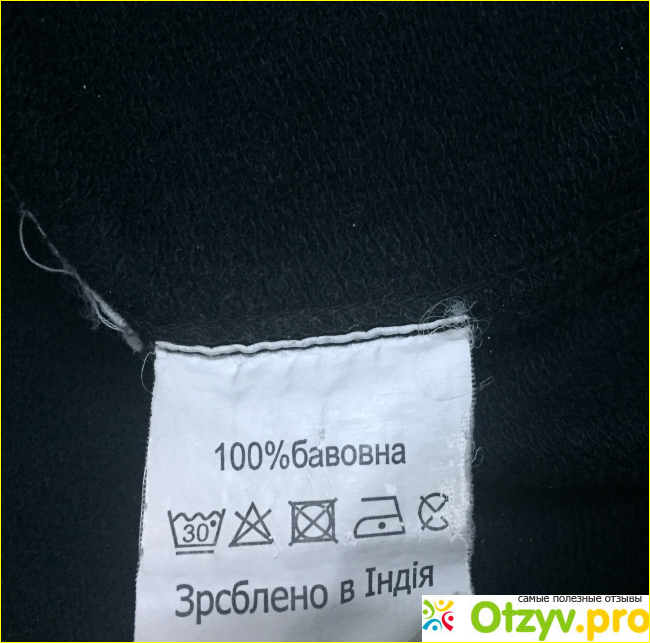 100%бавовна
30°
Зрсблено в Індія
самые полезные отзывы
Otzyv.pro